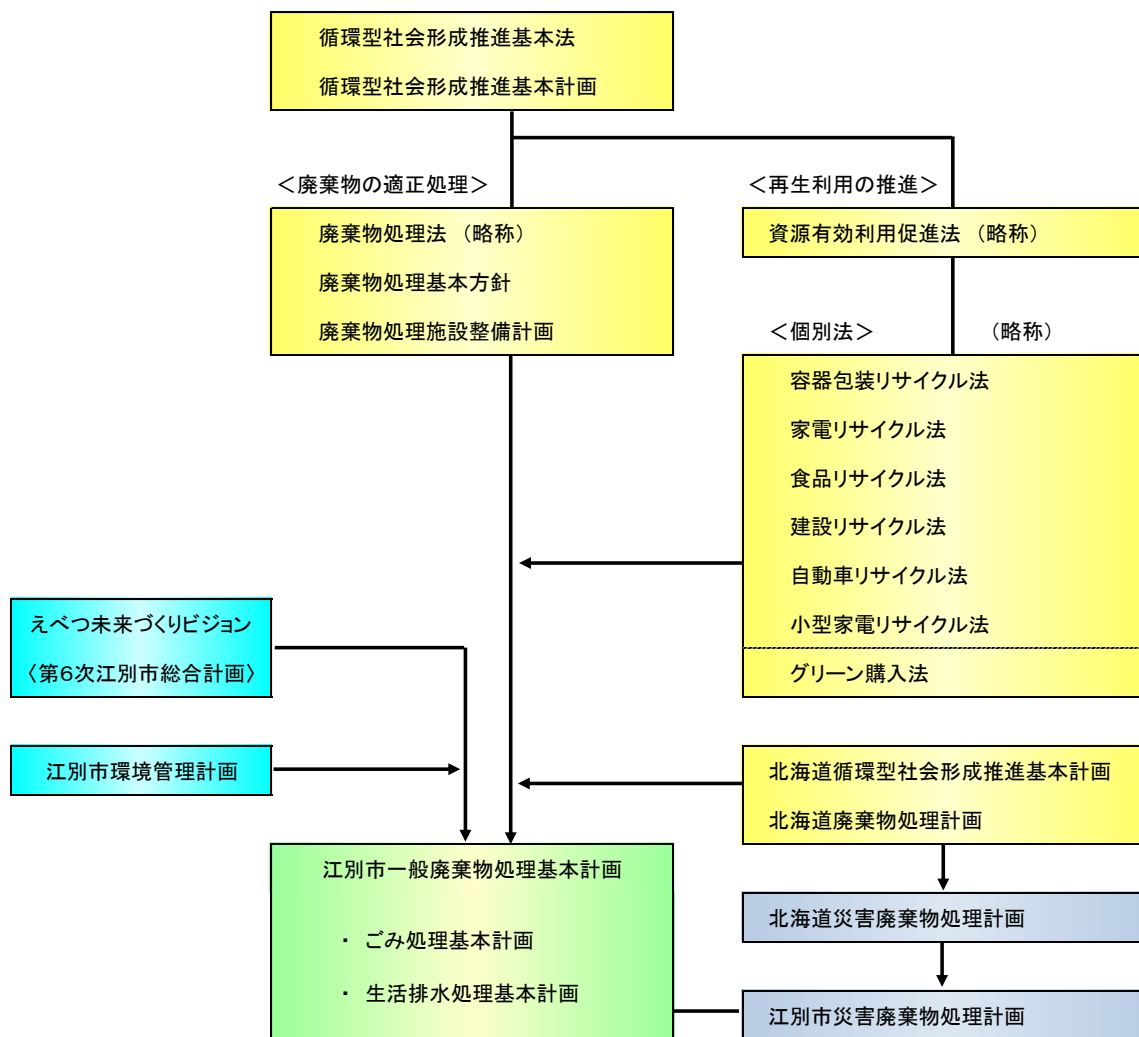 循環型社会形成推進基本法
循環型社会形成推進基本計画
＜廃棄物の適正処理＞
＜再生利用の推進＞
廃棄物処理法（略称）
廃棄物処理基本方針
廃棄物処理施設整備計画
資源有効利用促進法（略称）
＜個別法＞　（略称）
容器包装リサイクル法
家電リサイクル法
食品リサイクル法
建設リサイクル法
自動車リサイクル法
小型家電リサイクル法
グリーン購入法
えべつ未来づくりビジョン
〈第６次江別市総合計画〉
江別市環境管理計画
北海道循環型社会形成推進基本計画
北海道廃棄物処理計画
江別市一般廃棄物処理基本計画
・ ごみ処理基本計画
・ 生活排水処理基本計画
北海道災害廃棄物処理計画
江別市災害廃棄物処理計画